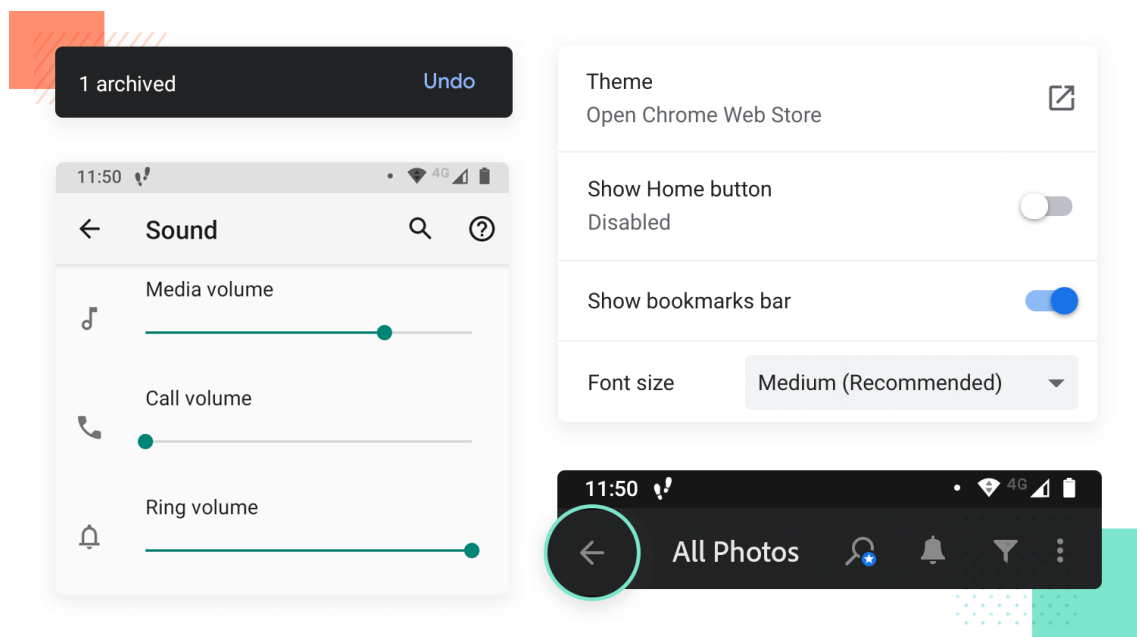 1 archived
Undo
11:50
4G
Sound
Media volume
Call volume
Ring volume
Theme
Open Chrome Web Store
Show Home button
Disabled
Show bookmarks bar
Font size
Medium (Recommended)
11:50
4G
All Photos